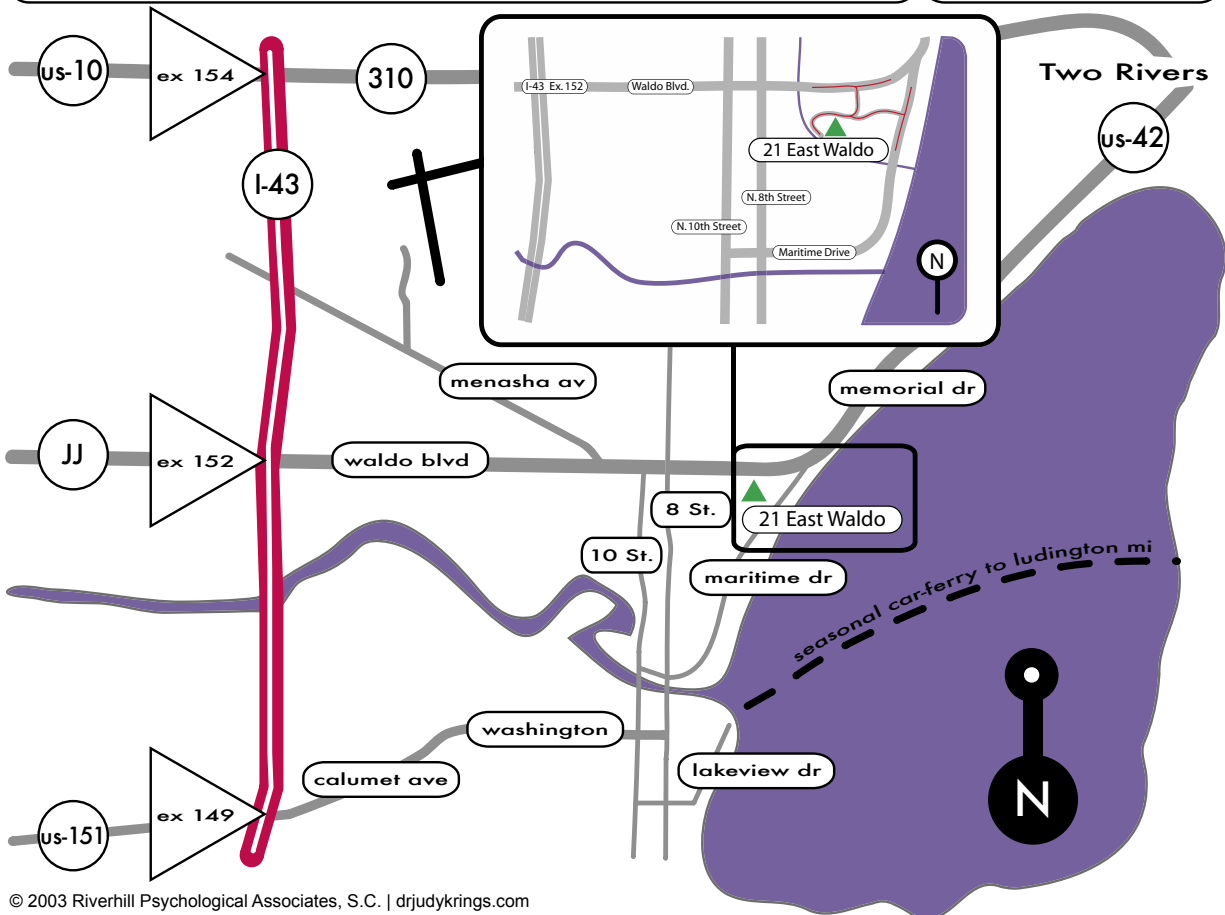 us-10
ex 154
310
I-43 Ex. 152
Waldo Blvd.
21 East Waldo
N. 8th Street
N. 10th Street
Maritime Drive
N
Two Rivers
us-42
I-43
menasha av
memorial dr
JJ
ex 152
waldo blvd
8 St.
21 East Waldo
10 St.
maritime dr
seasonal car-ferry to ludington mi
washington
calumet ave
lakeview dr
ex 149
us-151
N
© 2003 Riverhill Psychological Associates, S.C. | drjudykrings.com